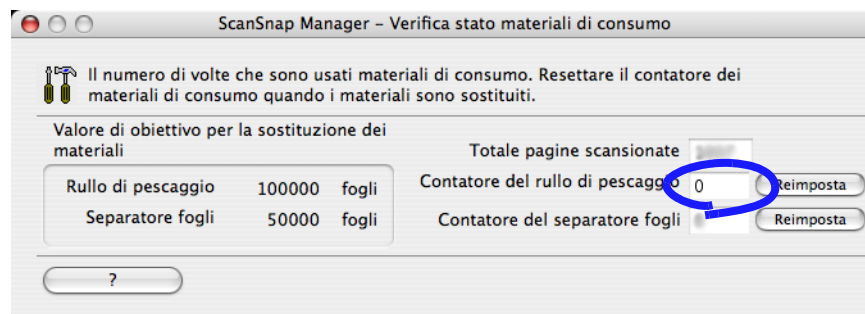 ScanSnap Manager – Verifica stato materiali di consumo
Il numero di volte che sono usati materiali di consumo. Resettare il contatore dei
materiali di consumo quando i materiali sono sostituiti.
Valore di obiettivo per la sostituzione dei
materiali
Rullo di pescaggio 100000 fogli
Separatore fogli 50000 fogli
Totale pagine scansionate
Contatore del rullo di pescaggio 0 Reimposta
Contatore del separatore fogli Reimposta
?